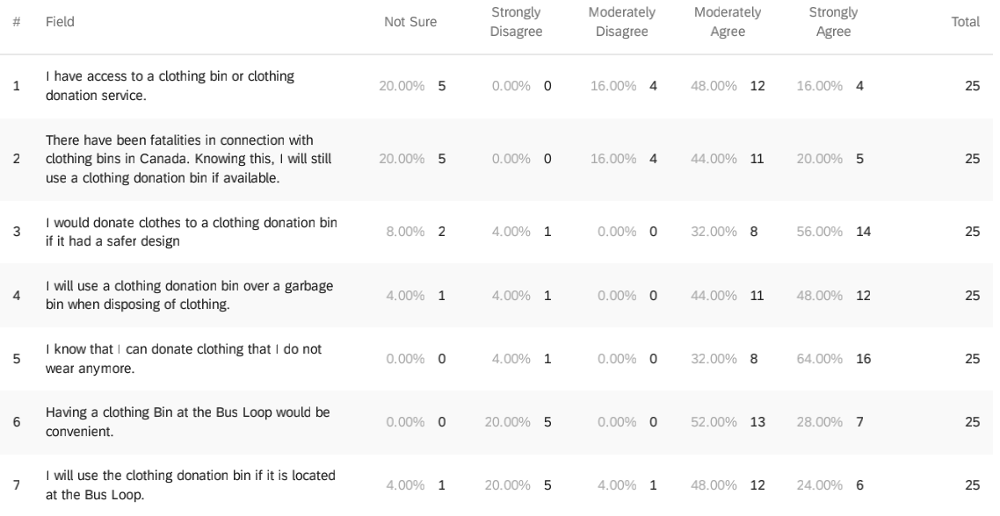 # Field Not Sure Strongly Disagree Moderately Disagree Moderately Agree Strongly Agree Total
1 I have access to a clothing bin or clothing donation service. 20.00% 5 0.00% 0 16.00% 4 48.00% 12 16.00% 4 25
2 There have been fatalities in connection with clothing bins in Canada. Knowing this, I will still use a clothing donation bin if available. 20.00% 5 0.00% 0 16.00% 4 44.00% 11 20.00% 5 25
3 I would donate clothes to a clothing donation bin if it had a safer design 8.00% 2 4.00% 1 0.00% 0 32.00% 8 56.00% 14 25
4 I will use a clothing donation bin over a garbage bin when disposing of clothing. 4.00% 1 4.00% 1 0.00% 0 44.00% 11 48.00% 12 25
5 I know that I can donate clothing that I do not wear anymore. 0.00% 0 4.00% 1 0.00% 0 32.00% 8 64.00% 16 25
6 Having a clothing Bin at the Bus Loop would be convenient. 0.00% 0 20.00% 5 0.00% 0 52.00% 13 28.00% 7 25
7 I will use the clothing donation bin if it is located at the Bus Loop. 4.00% 1 20.00% 5 4.00% 1 48.00% 12 24.00% 6 25